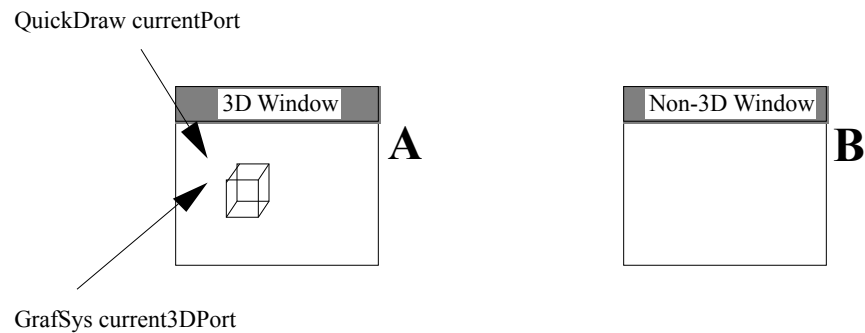 QuickDraw currentPort
3D Window
Non-3D Window
A
B
GrafSys current3DPort